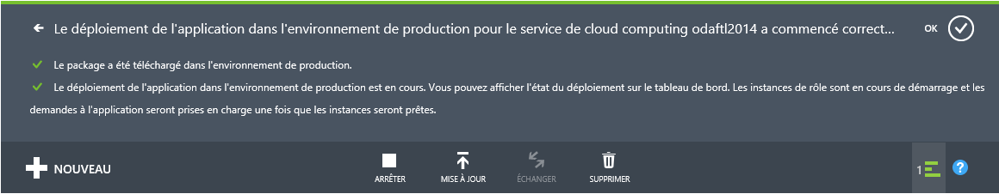 Le déploiement de l'application dans l'environnement de production pour le service de cloud computing odaftl2014 a commencé correct...
OK
Le package a été téléchargé dans l'environnement de production.
Le déploiement de l'application dans l'environnement de production est en cours. Vous pouvez afficher l'état du déploiement sur le tableau de bord. Les instances de rôle sont en cours de démarrage et les
demandes à l'application seront prises en charge une fois que les instances seront prêtes.
NOUVEAU
ARRÊTER
MISE À JOUR
ÉCHANGER
SUPPRIMER
1
?